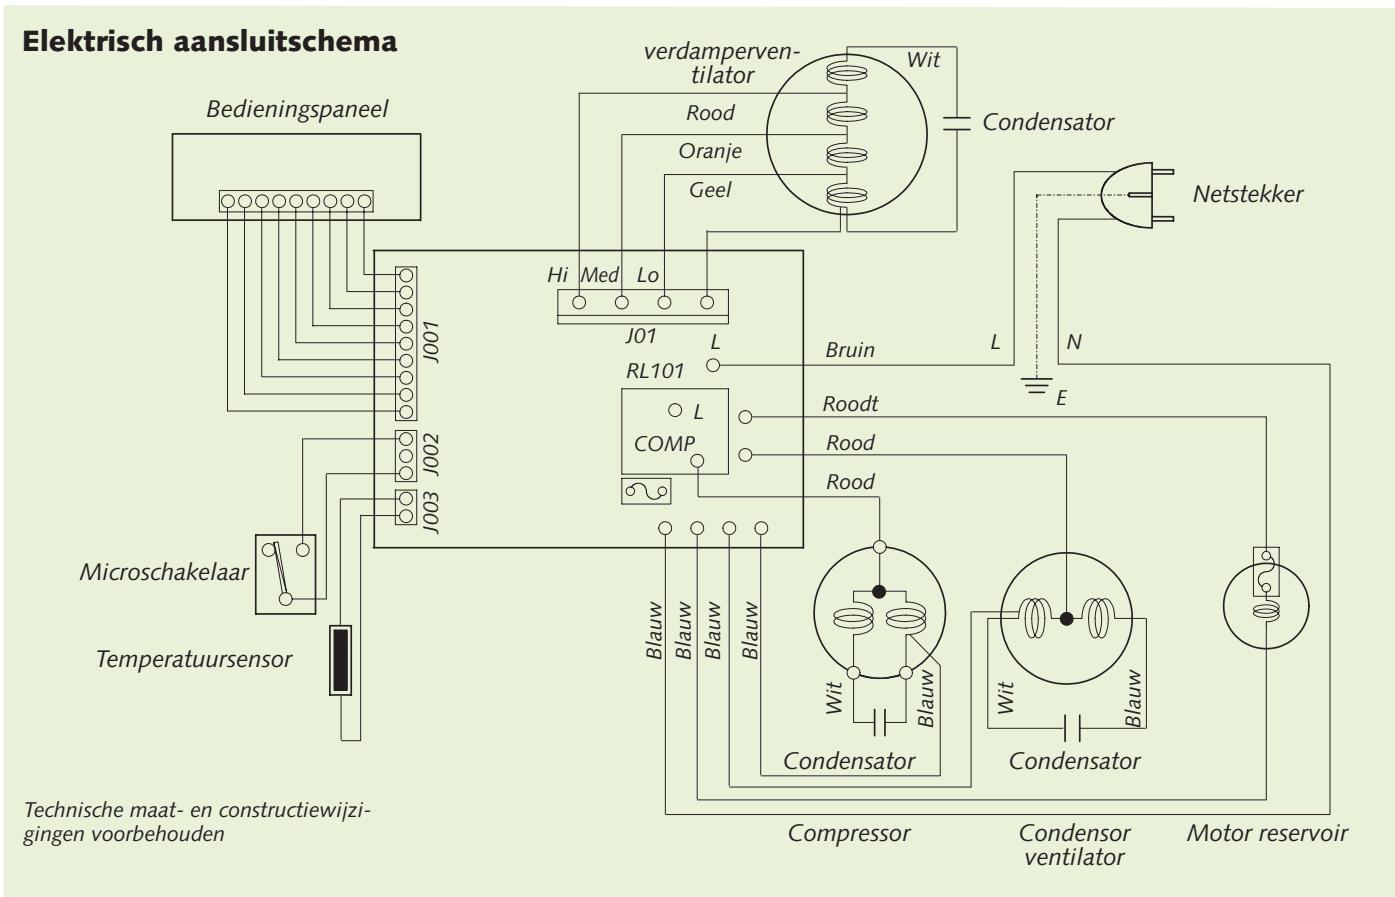 Elektrisch aansluitschema
verdamperven-
tilator
Wit
Bedieningspaneel
Rood
Condensator
Oranje
Geel
Netstekker
Hi Med Lo
J01
L
J001
L
N
Bruin
RL101
E
Roodt
L
COMP
Rood
J002
Rood
J003
Microschakelaar
Temperatuursensor
Blauw
Blauw
Blauw
Blauw
Wit
Blauw
Wit
Blauw
Condensator
Condensator
Technische maat- en constructiewijzi-
gingen voorbehouden
Compressor
Condensor
ventilator
Motor reservoir